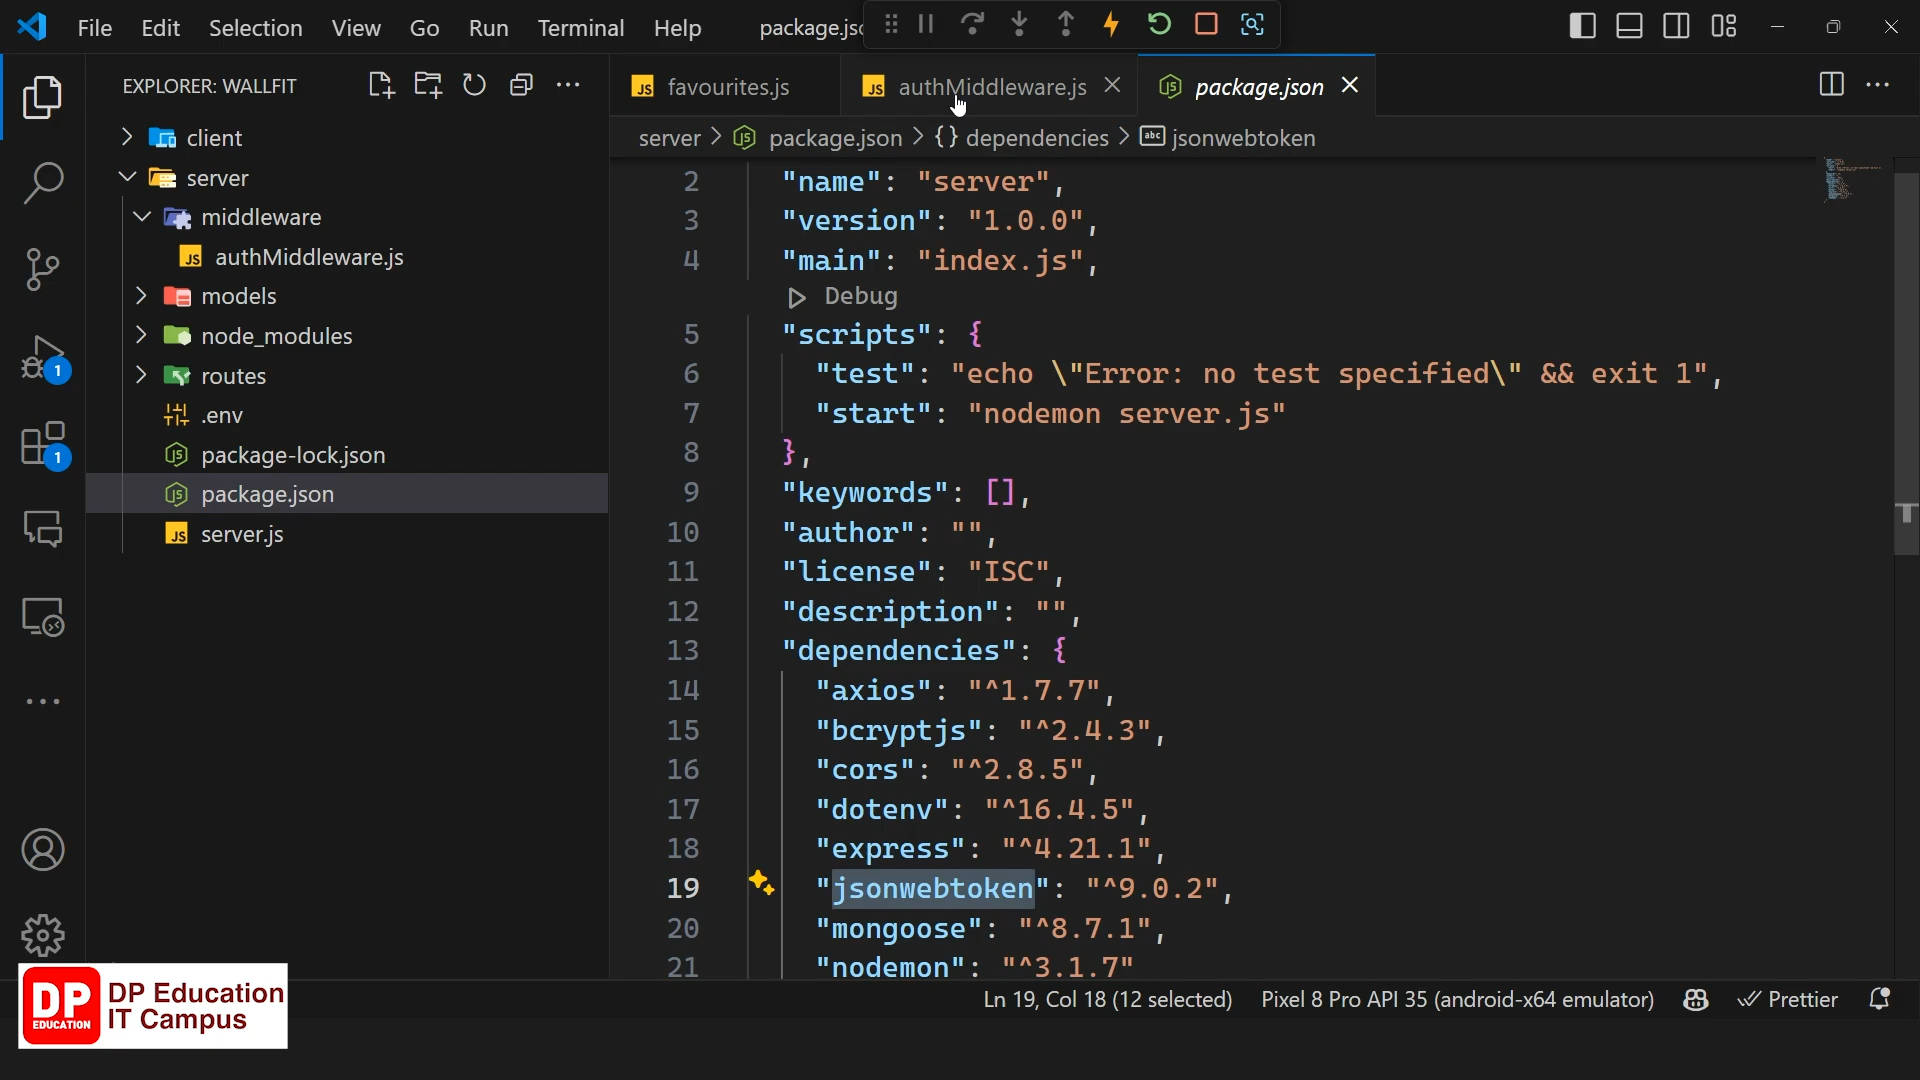 File Edit Selection View Go Run Terminal Help package.js
EXPLORER: WALLFIT
favourites.js authMiddleware.js package.json
client
server > package.json > {} dependencies > abc jsonwebtoken
server
middleware
authMiddleware.js
models
node_modules
routes
.env
package-lock.json
package.json
server.js
1
1
2 "name": "server",
3 "version": "1.0.0",
4 "main": "index.js",
Debug
5 "scripts": {
6 "test": "echo \"Error: no test specified\" && exit 1",
7 "start": "nodemon server.js"
8 },
9 "keywords": [],
10 "author": "",
11 "license": "ISC",
12 "description": "",
13 "dependencies": {
14 "axios": "^1.7.7",
15 "bcryptjs": "^2.4.3",
16 "cors": "^2.8.5",
17 "dotenv": "^16.4.5",
18 "express": "^4.21.1",
19 "jsonwebtoken": "^9.0.2",
20 "mongoose": "^8.7.1",
21 "nodemon": "^3.1.7"
Ln 19, Col 18 (12 selected) Pixel 8 Pro API 35 (android-x64 emulator) Prettier
DP EDUCATION
DP Education
IT Campus